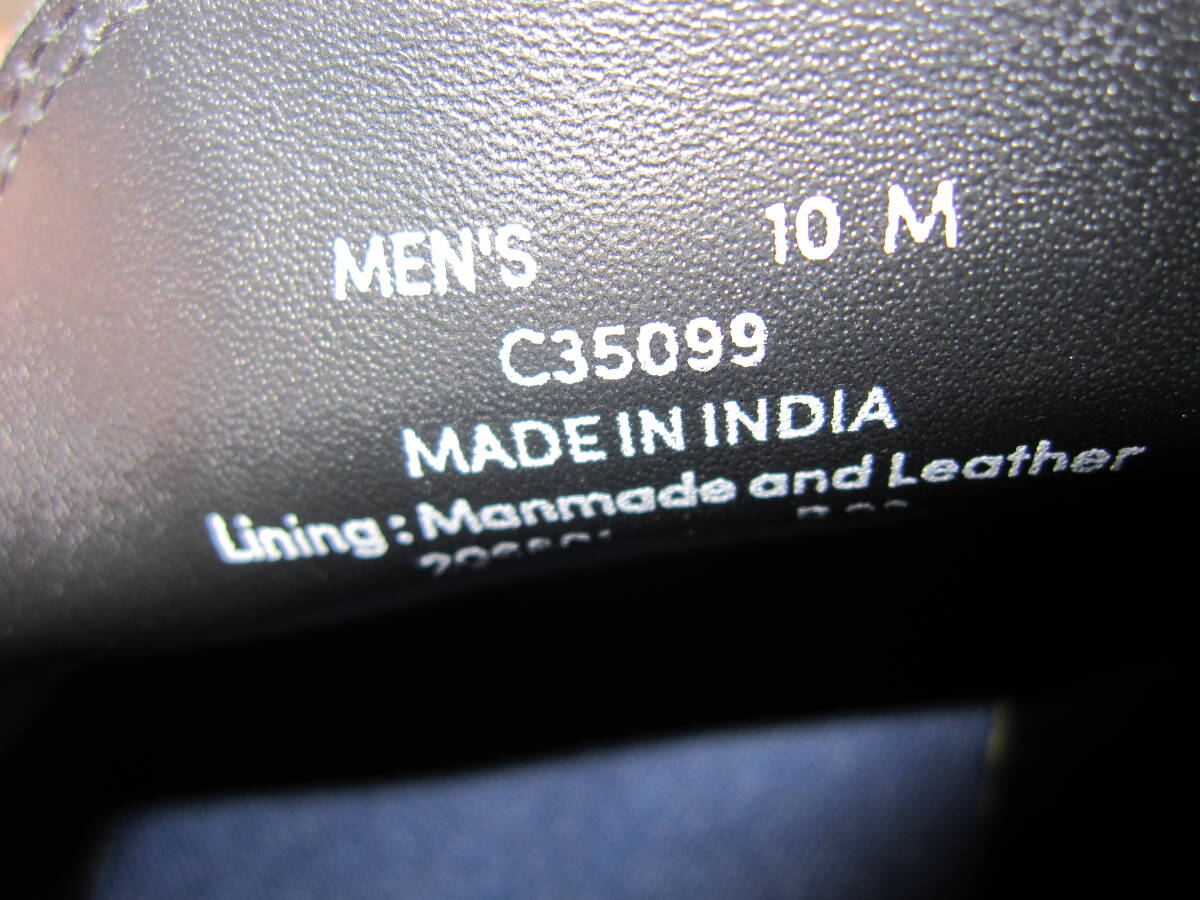 MEN'S 10 M
C35099
MADE IN INDIA
Lining: Manmade and Leather